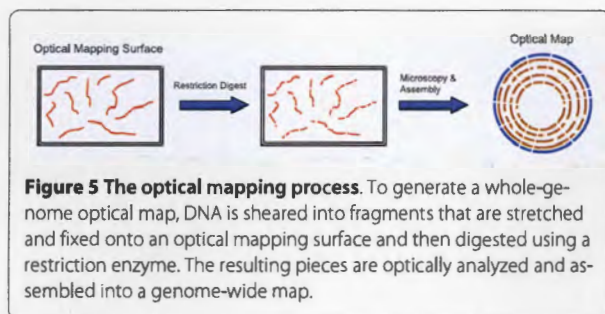 Optical Mapping Surface
Restriction Digest
Microscopy &
Assembly
Optical Map
Figure 5 The optical mapping process. To generate a whole-ge-
nome optical map, DNA is sheared into fragments that are stretched
and fixed onto an optical mapping surface and then digested using a
restriction enzyme. The resulting pieces are optically analyzed and as-
sembled into a genome-wide map.